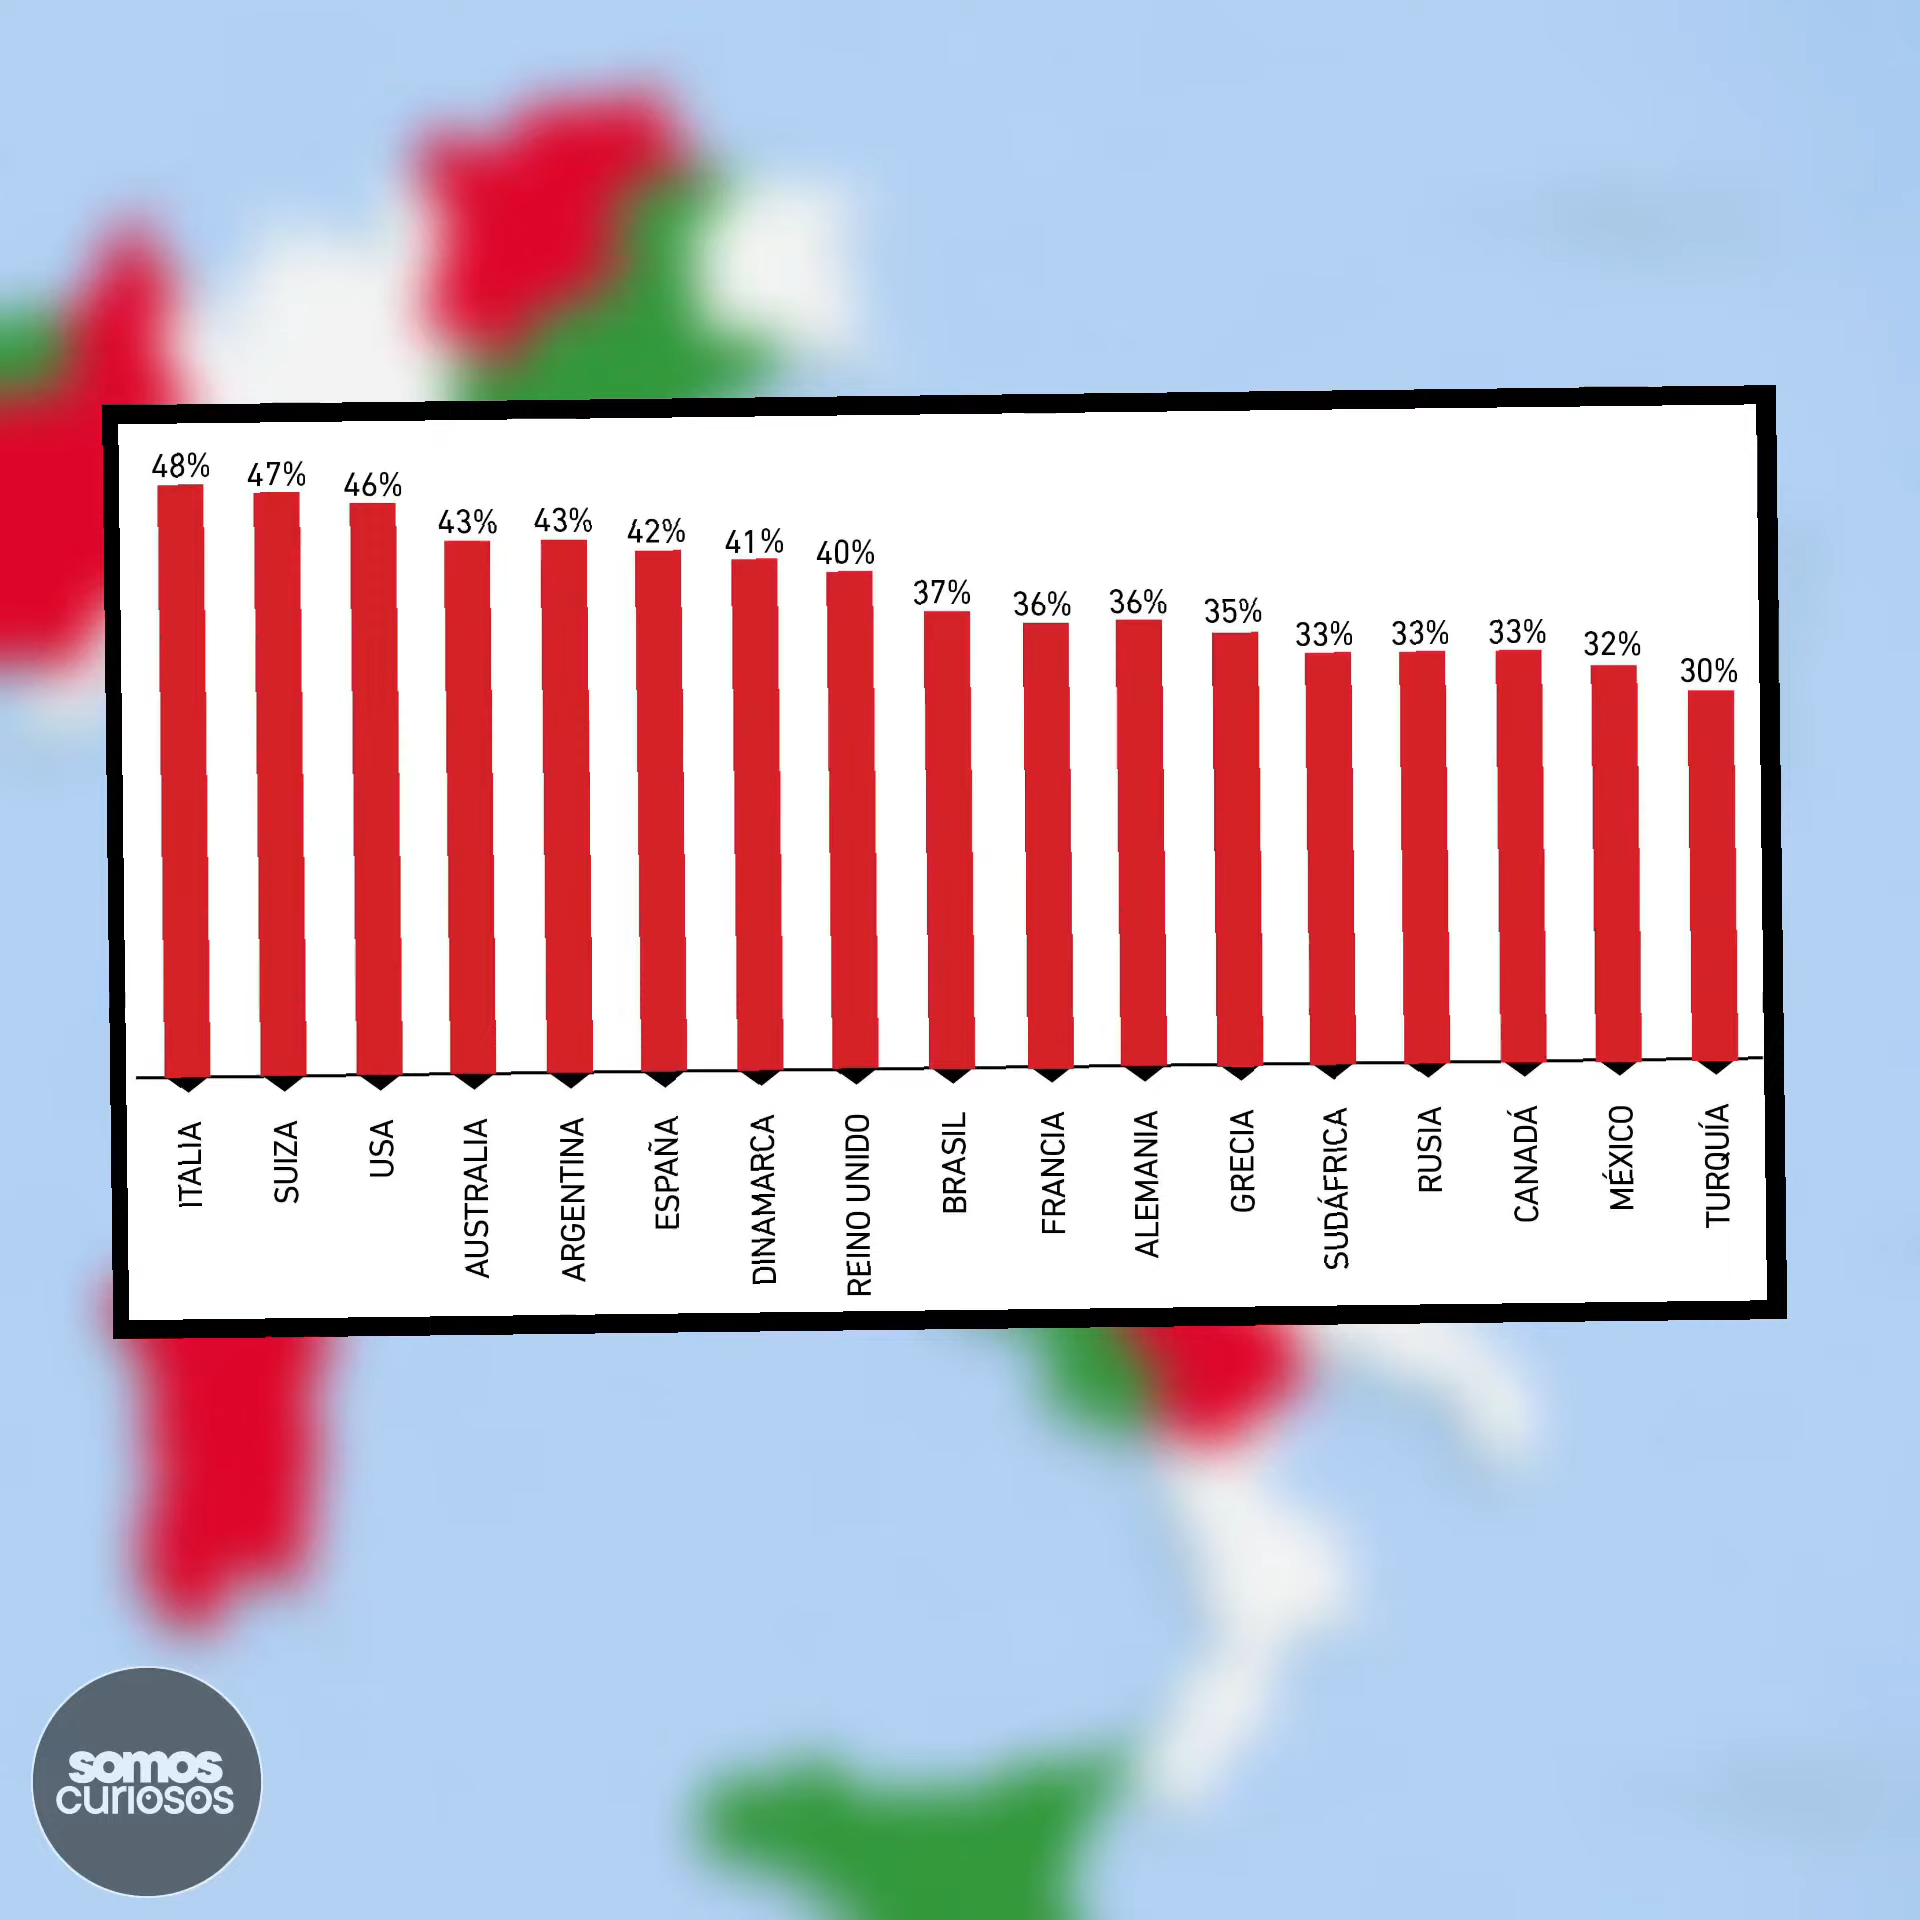 48%
47%
46%
43%
43%
42%
41%
40%
37%
36%
36%
35%
33%
33%
33%
32%
30%
ITALIA
SUIZA
USA
AUSTRALIA
ARGENTINA
ESPAÑA
DINAMARCA
REINO UNIDO
BRASIL
FRANCIA
ALEMANIA
GRECIA
SUDÁFRICA
RUSIA
CANADÁ
MÉXICO
TURQUÍA
somos
curiosos